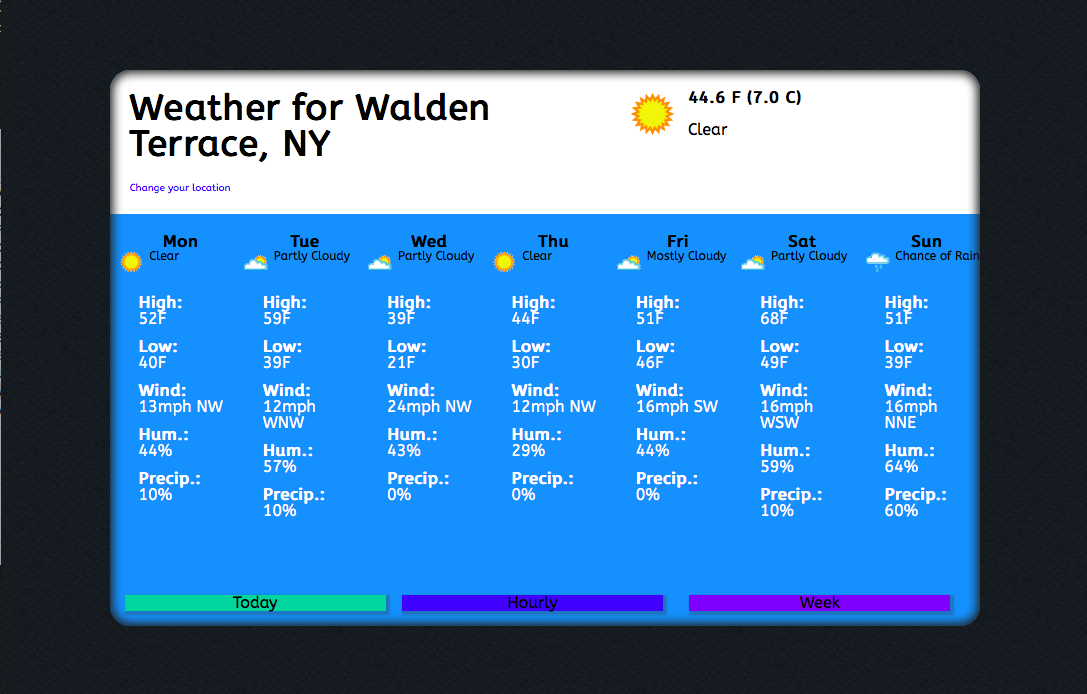 Weather for Walden
Terrace, NY
44.6 F (7.0 C)
Clear
Change your location
Mon
Clear
High:
52F
Low:
40F
Wind:
13mph NW
Hum.:
44%
Precip.:
10%
Tue
Partly Cloudy
High:
59F
Low:
39F
Wind:
12mph
WNW
Hum.:
57%
Precip.:
10%
Wed
Partly Cloudy
High:
39F
Low:
21F
Wind:
24mph NW
Hum.:
43%
Precip.:
0%
Thu
Clear
High:
44F
Low:
30F
Wind:
12mph NW
Hum.:
29%
Precip.:
0%
Fri
Mostly Cloudy
High:
51F
Low:
46F
Wind:
16mph SW
Hum.:
44%
Precip.:
0%
Sat
Partly Cloudy
High:
68F
Low:
49F
Wind:
16mph
WSW
Hum.:
59%
Precip.:
10%
Sun
Chance of Rain
High:
51F
Low:
39F
Wind:
16mph
NNE
Hum.:
64%
Precip.:
60%
Today
Hourly
Week